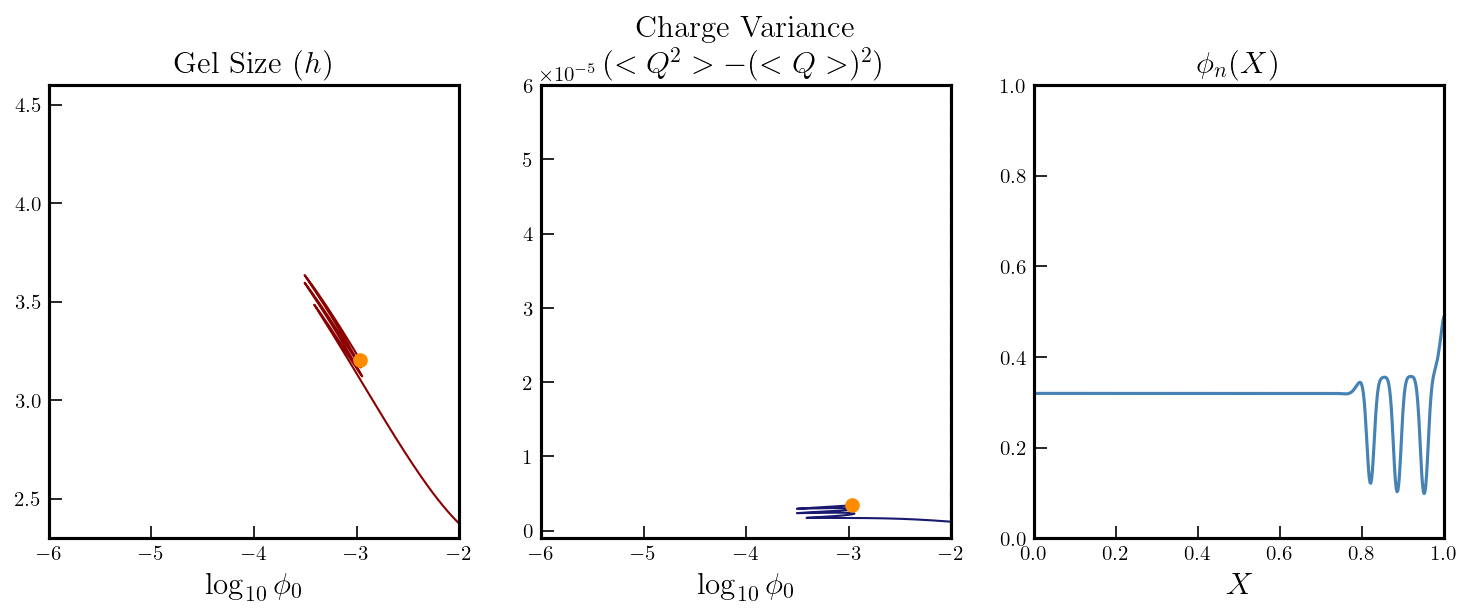 Gel Size (h)
4.5
4.0
3.5
3.0
2.5
−6 −5 −4 −3 −2
log₁₀ ϕ₀
Charge Variance
(< Q² > −(< Q >)²)
×10⁻⁵
6
5
4
3
2
1
0
−6 −5 −4 −3 −2
log₁₀ ϕ₀
ϕₙ(X)
1.0
0.8
0.6
0.4
0.2
0.0
0.0 0.2 0.4 0.6 0.8 1.0
X